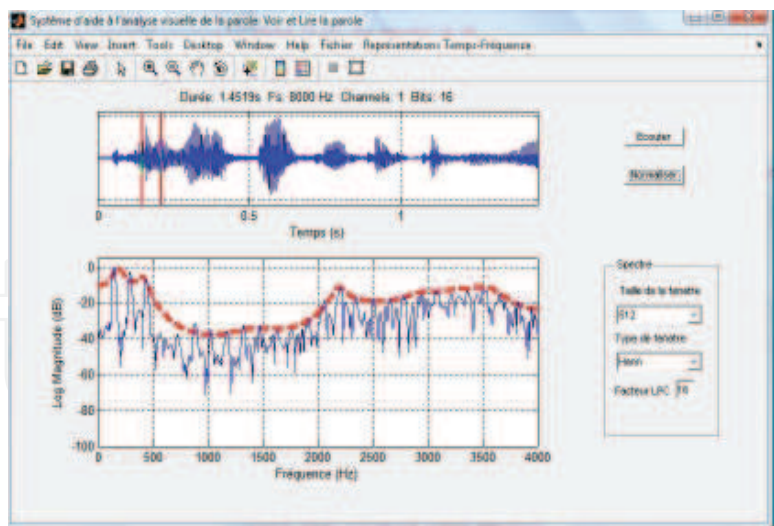 Système d'aide à l'analyse visuelle de la parole: Voir et Lire la parole
File Edit View Insert Tools Desktop Window Help Fichier Représentations Temps-Fréquence
Durée: 1.4519s Fs: 8000 Hz Channels: 1 Bits: 16
Ecouter
Normaliser
0 0.5 1
Temps (s)
Spectre
Taille de la fenêtre
512
Type de fenêtre
Hann
Facteur LPC 16
Log Magnitude (dB)
0
-20
-40
-60
-80
-100
0 500 1000 1500 2000 2500 3000 3500 4000
Fréquence (Hz)